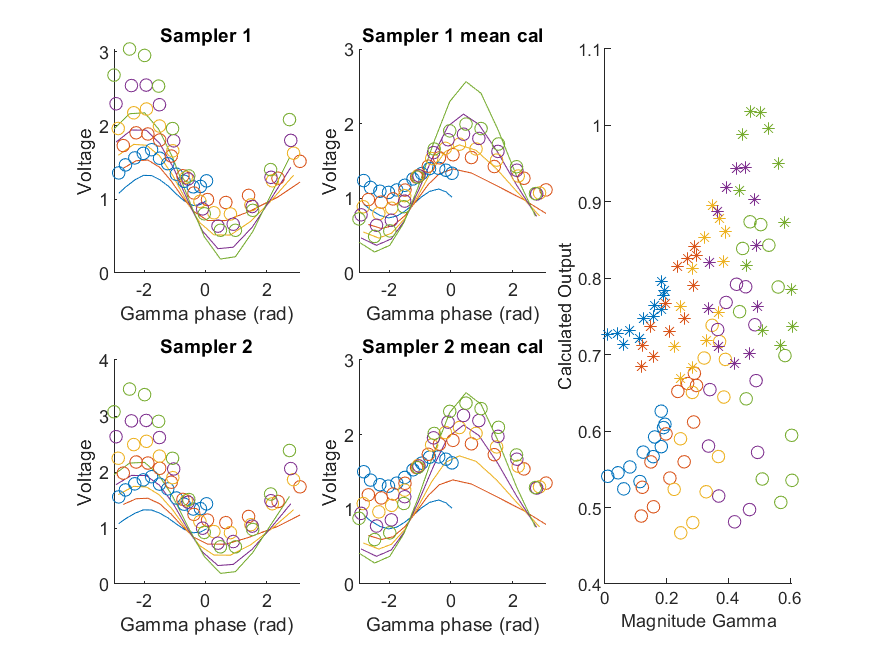 Sampler 1
3
2
1
0
Voltage
-2 0 2
Gamma phase (rad)
Sampler 1 mean cal
3
2
1
0
Voltage
-2 0 2
Gamma phase (rad)
Sampler 2
4
3
2
1
0
Voltage
-2 0 2
Gamma phase (rad)
Sampler 2 mean cal
3
2
1
0
Voltage
-2 0 2
Gamma phase (rad)
1.1
1
0.9
0.8
0.7
0.6
0.5
0.4
Calculated Output
0 0.2 0.4 0.6
Magnitude Gamma